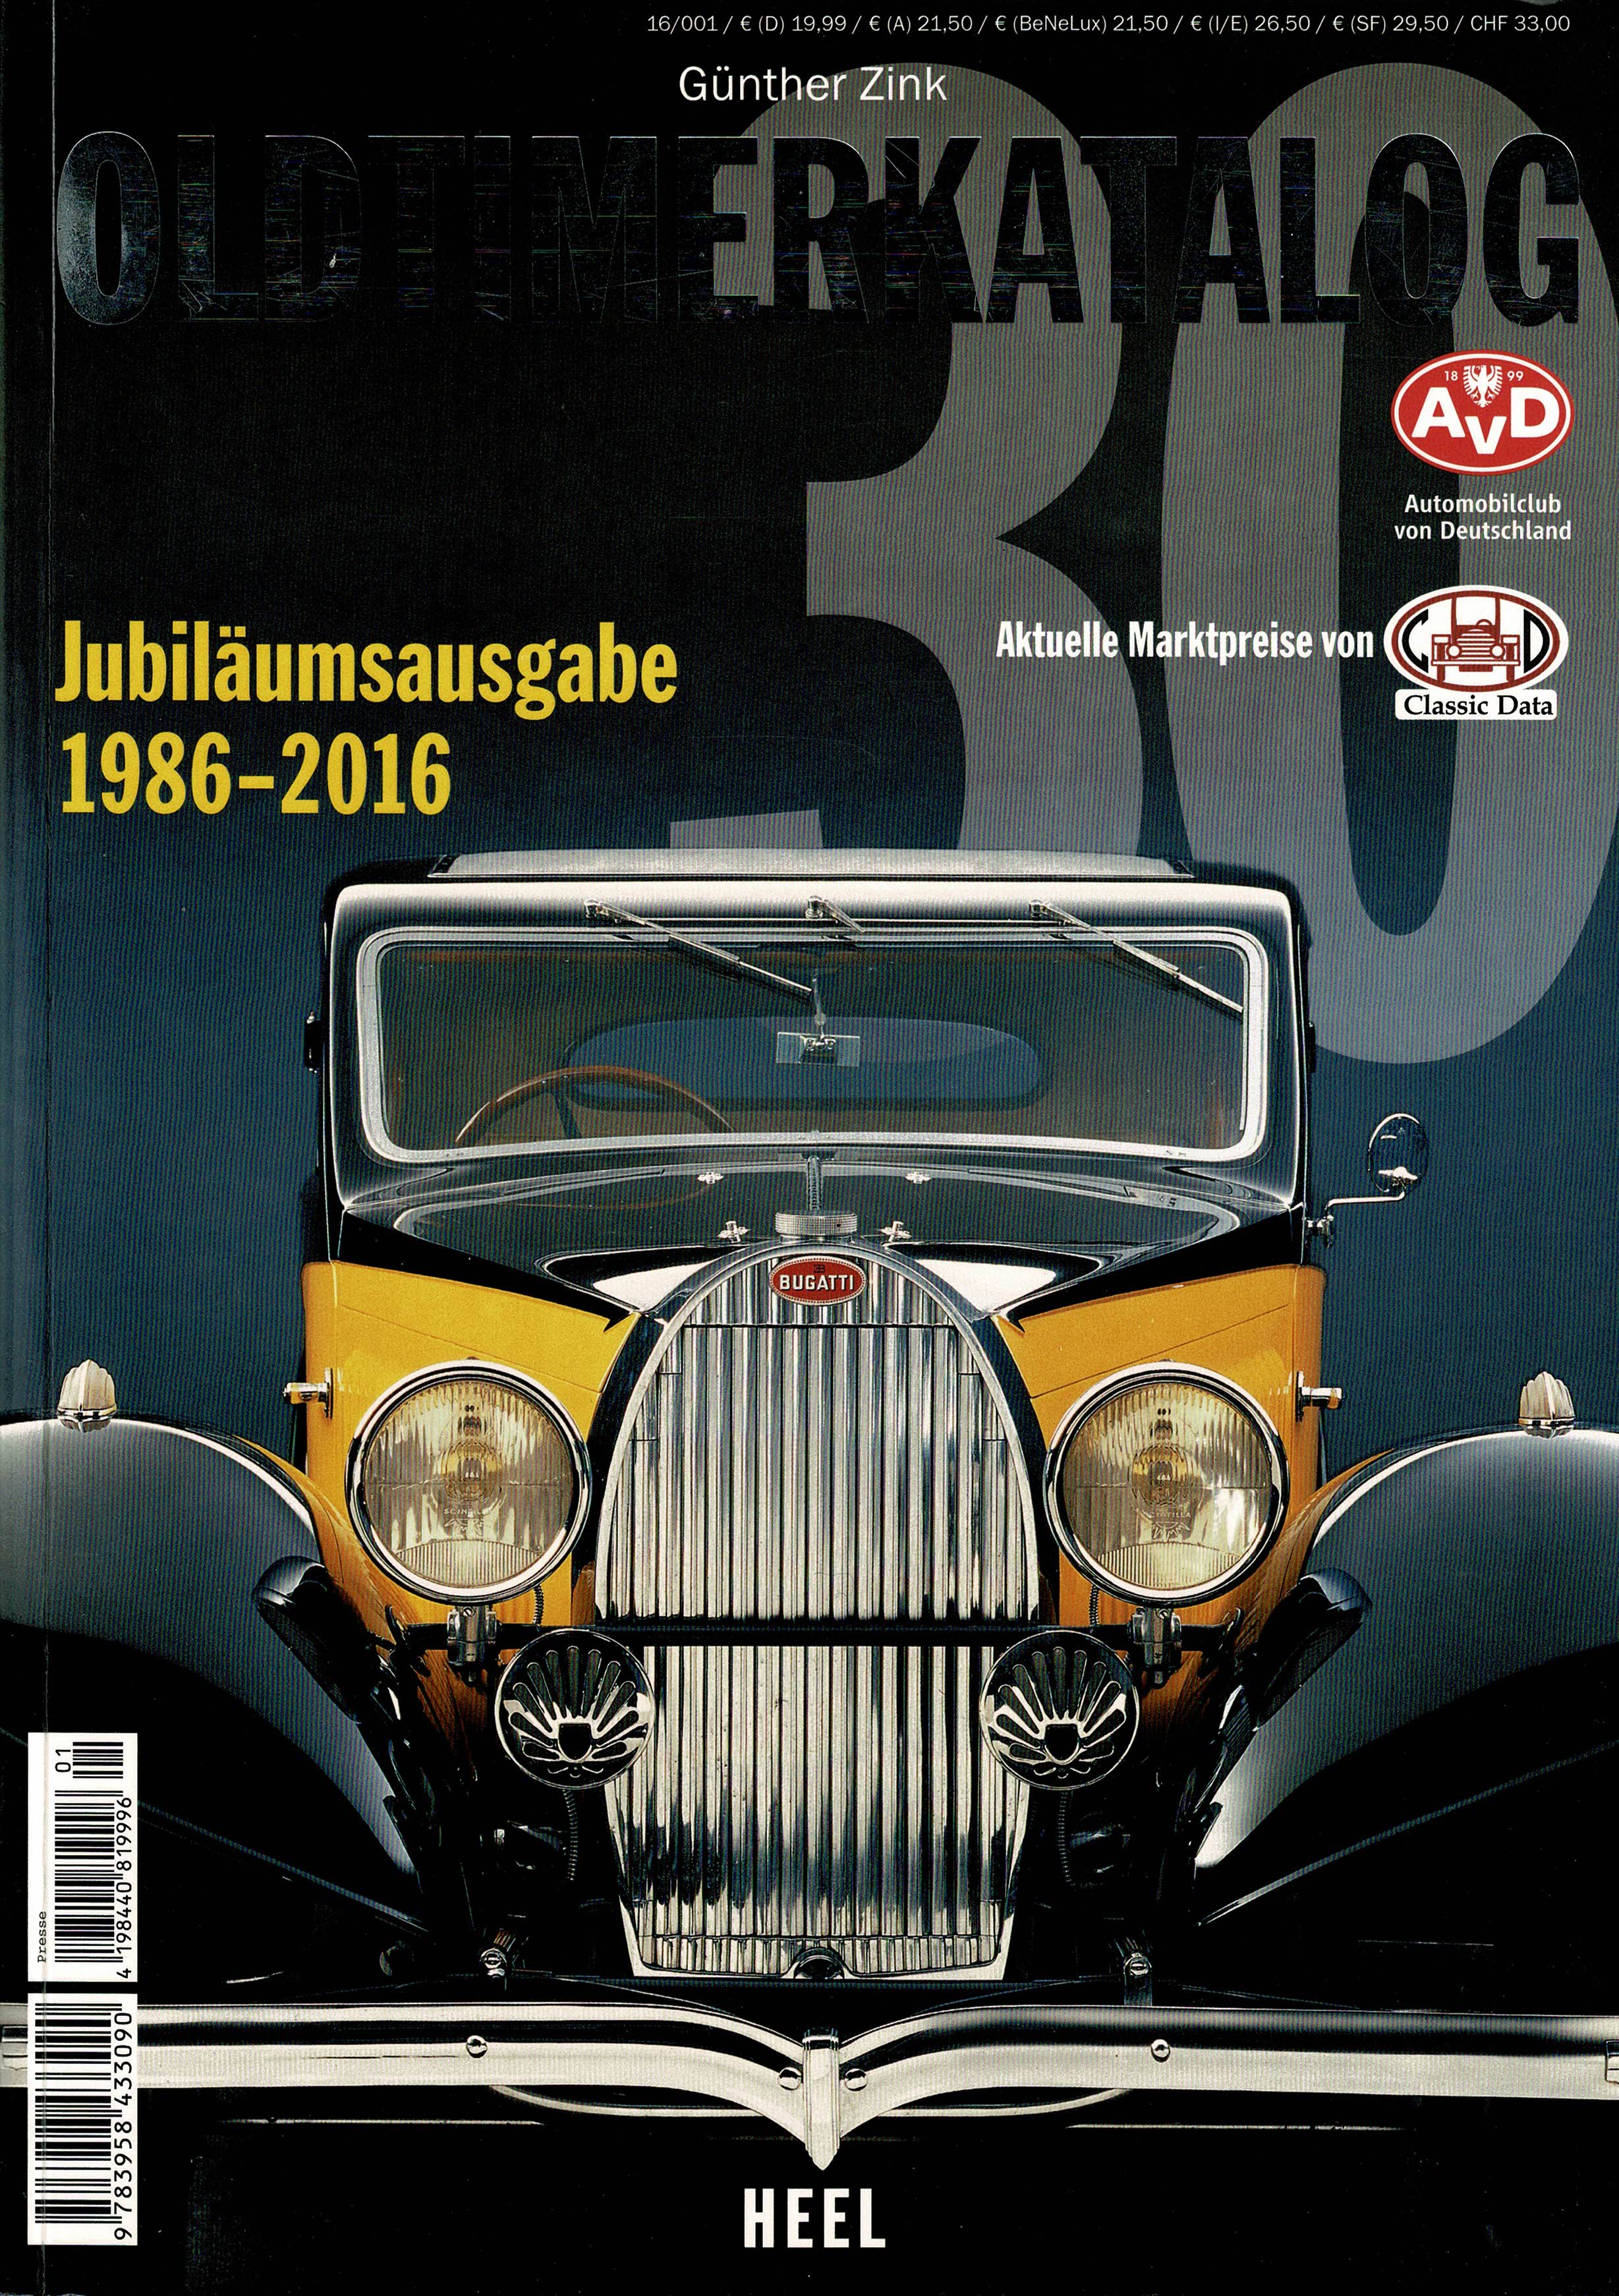 16/001 / € (D) 19,99 / € (A) 21,50 / € (BeNeLux) 21,50 / € (I/E) 26,50 / € (SF) 29,50 / CHF 33,00
Günther Zink
OLDTIMERKATALOG
30
18 99
AvD
Automobilclub
von Deutschland
Jubiläumsausgabe
1986–2016
Aktuelle Marktpreise von
C D
Classic Data
BUGATTI
Presse
4 198440 819996
01
9 783958 433090
HEEL